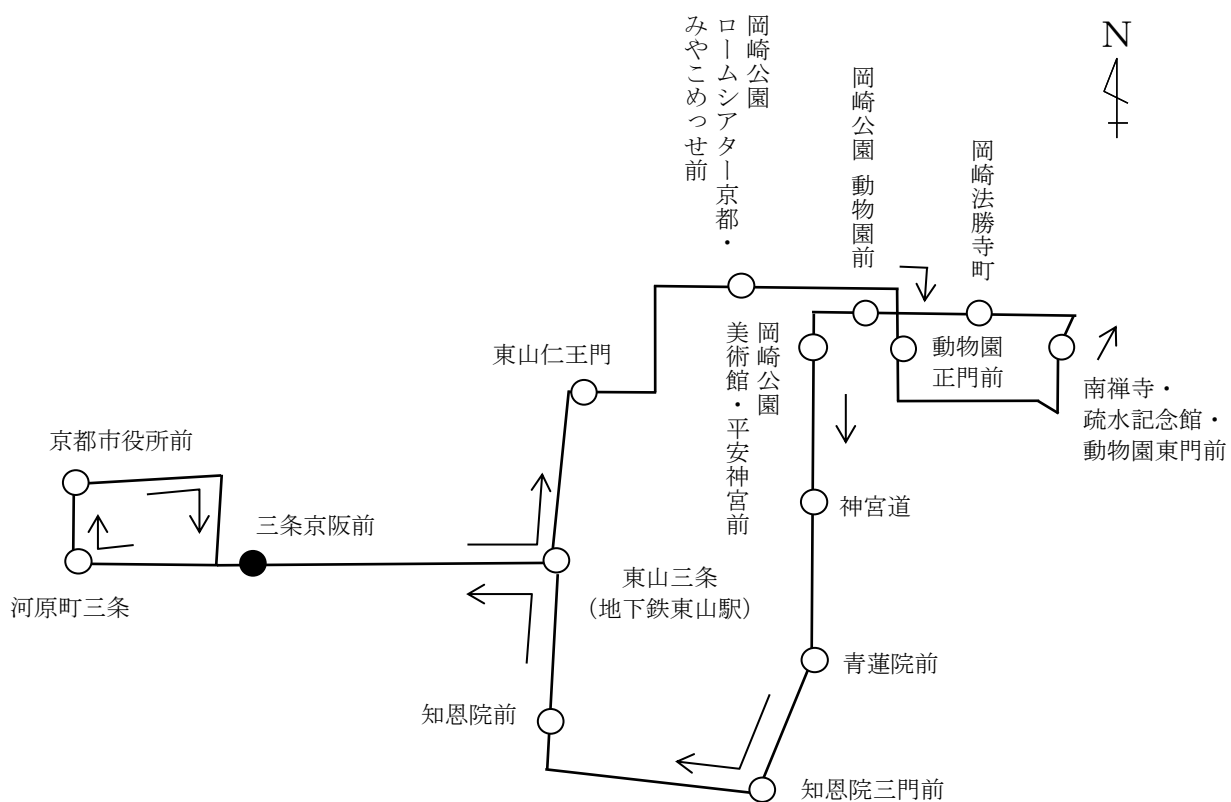 岡崎公園
ロームシアター京都・
みやこめっせ前
N
岡崎公園 動物園前
岡崎法勝寺町
東山仁王門
岡崎公園
美術館・平安神宮前
動物園
正門前
南禅寺・
疏水記念館・
動物園東門前
京都市役所前
三条京阪前
神宮道
河原町三条
東山三条
（地下鉄東山駅）
青蓮院前
知恩院前
知恩院三門前